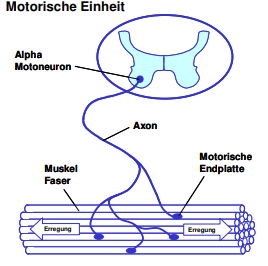 Motorische Einheit
Alpha
Motoneuron
Axon
Muskel
Faser
Motorische
Endplatte
Erregung
Erregung